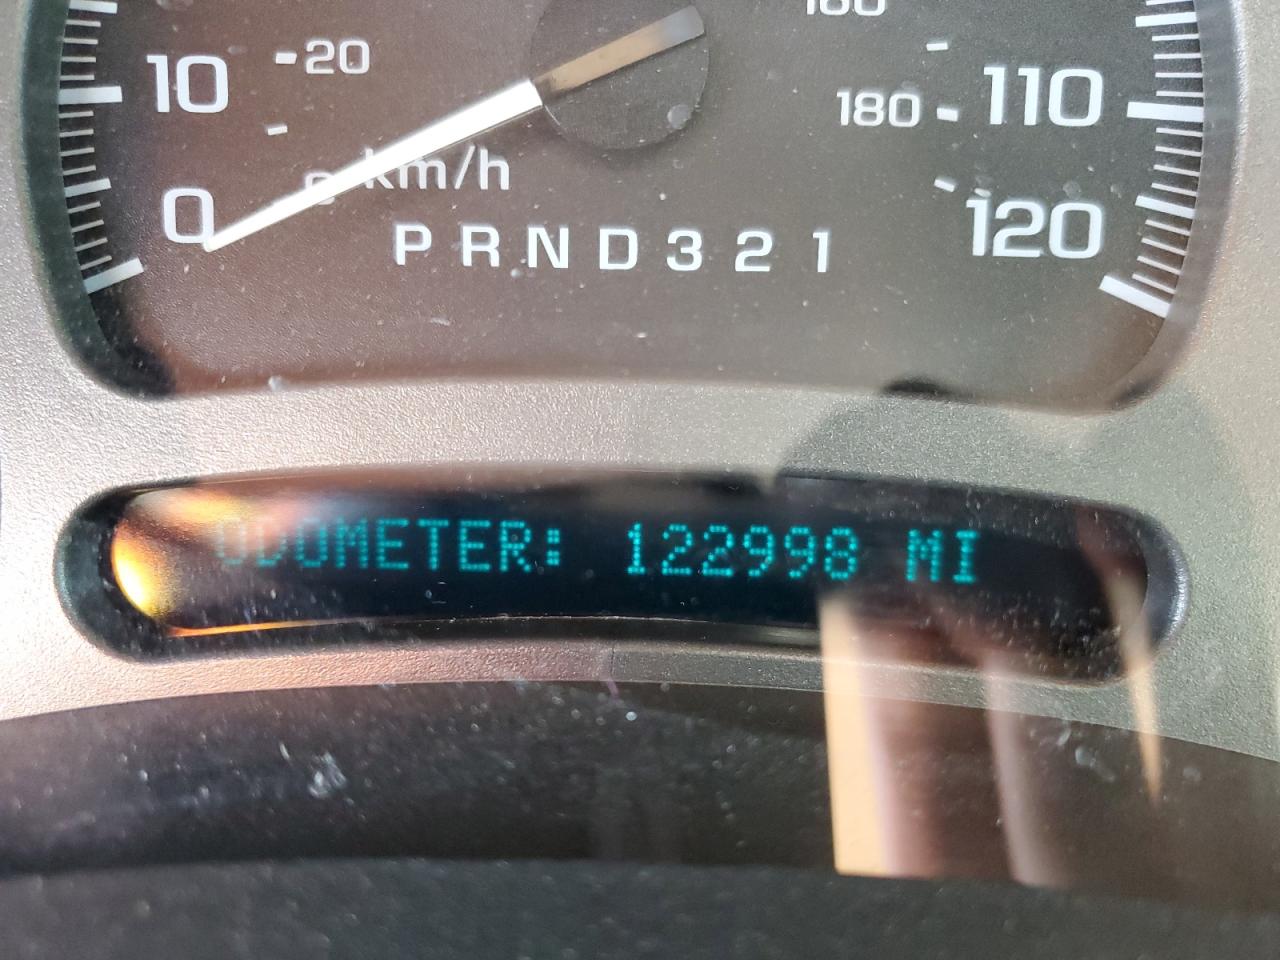 160
10 -20 180 - 110
0 km/h 120
P R N D 3 2 1
ODOMETER: 122998 MI